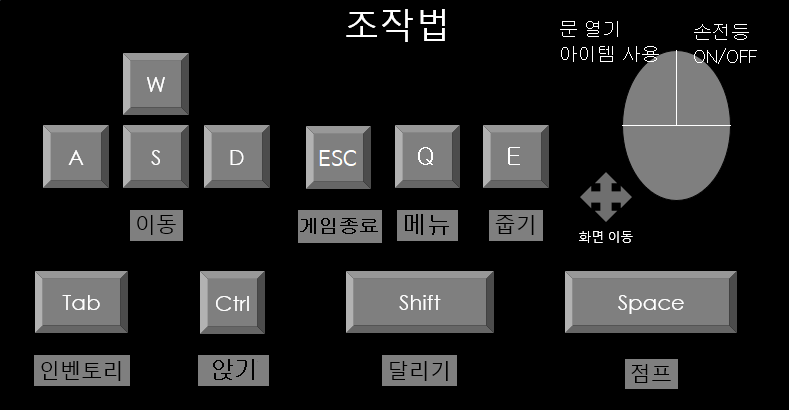 조작법
문 열기
아이템 사용
손전등
ON/OFF
W
A S D
ESC Q E
이동
게임종료 메뉴 줍기
화면 이동
Tab Ctrl Shift Space
인벤토리 앉기 달리기 점프